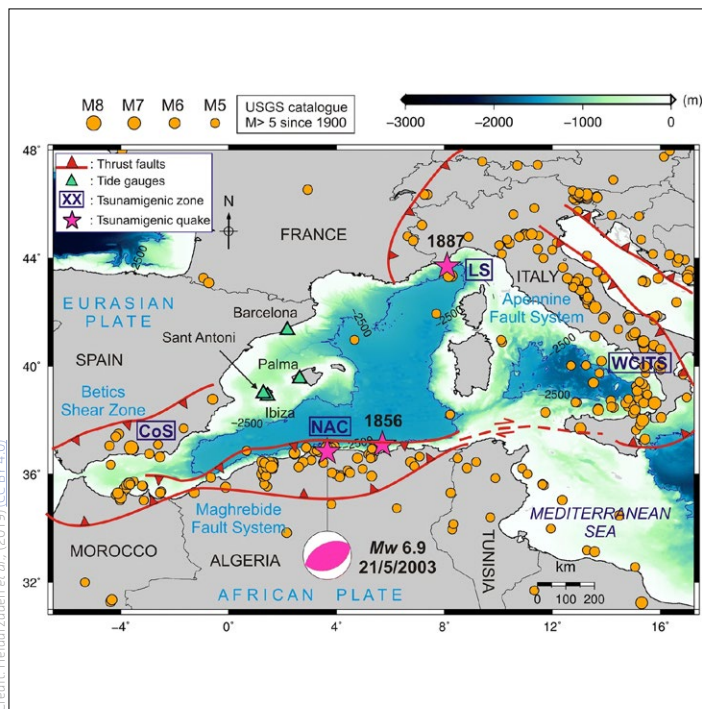 M8 M7 M6 M5
USGS catalogue
M> 5 since 1900
(m)
−3000 −2000 −1000 0
: Thrust faults
: Tide gauges
XX : Tsunamigenic zone
: Tsunamigenic quake
N
48˚
44˚
40˚
36˚
32˚
2500
FRANCE
1887
LS
ITALY
EURASIAN
PLATE
Barcelona
Apennine
Fault System
Sant Antoni
−2500
−2500
−2500
SPAIN
Palma
WCITS
Betics
Shear Zone
Ibiza
−2500
CoS
NAC
1856
Maghrebide
Fault System
MEDITERRANEAN
SEA
MOROCCO
ALGERIA
Mw 6.9
21/5/2003
TUNISIA
AFRICAN PLATE
km
0 100 200
−4˚ 0˚ 4˚ 8˚ 12˚ 16˚